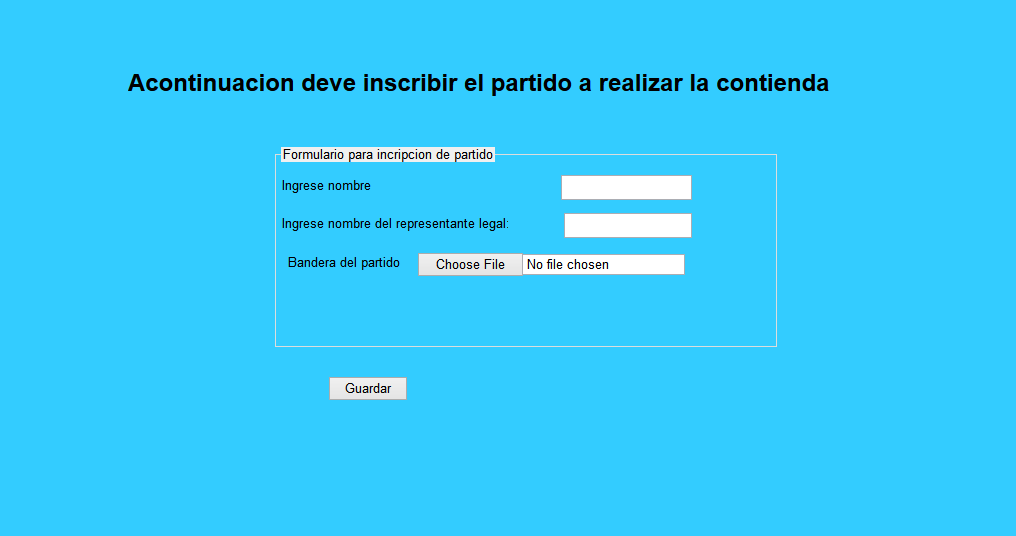 Acontinuacion deve inscribir el partido a realizar la contienda
Formulario para incripcion de partido
Ingrese nombre
Ingrese nombre del representante legal:
Bandera del partido Choose File No file chosen
Guardar